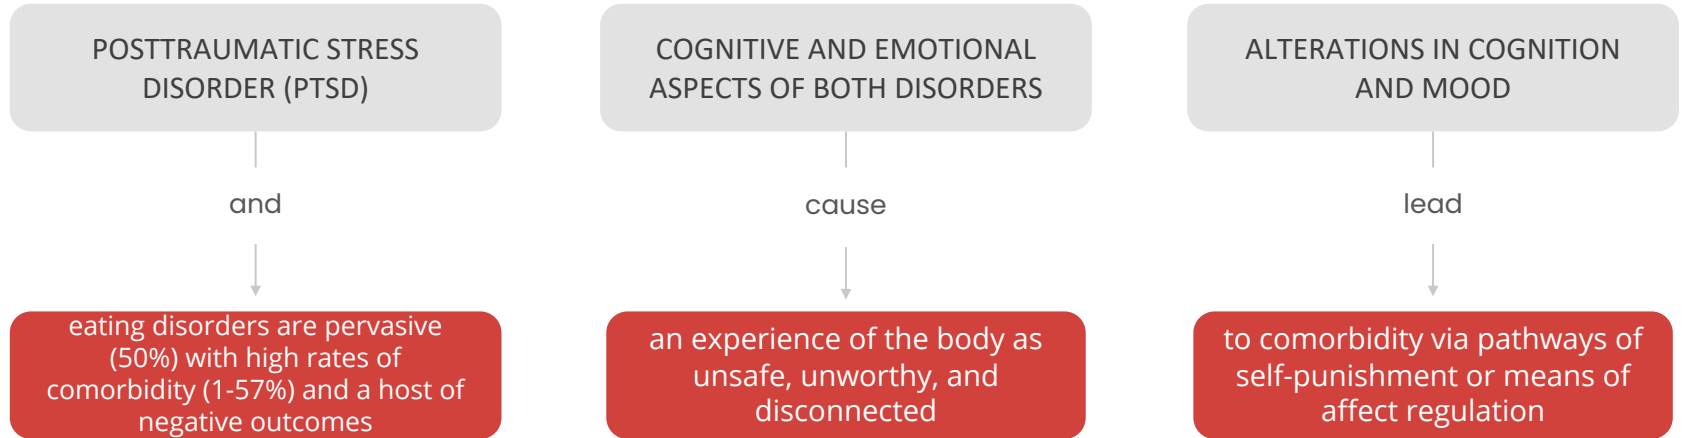 POSTTRAUMATIC STRESS
DISORDER (PTSD)
and
eating disorders are pervasive
(50%) with high rates of
comorbidity (1-57%) and a host of
negative outcomes
COGNITIVE AND EMOTIONAL
ASPECTS OF BOTH DISORDERS
cause
an experience of the body as
unsafe, unworthy, and
disconnected
ALTERATIONS IN COGNITION
AND MOOD
lead
to comorbidity via pathways of
self-punishment or means of
affect regulation